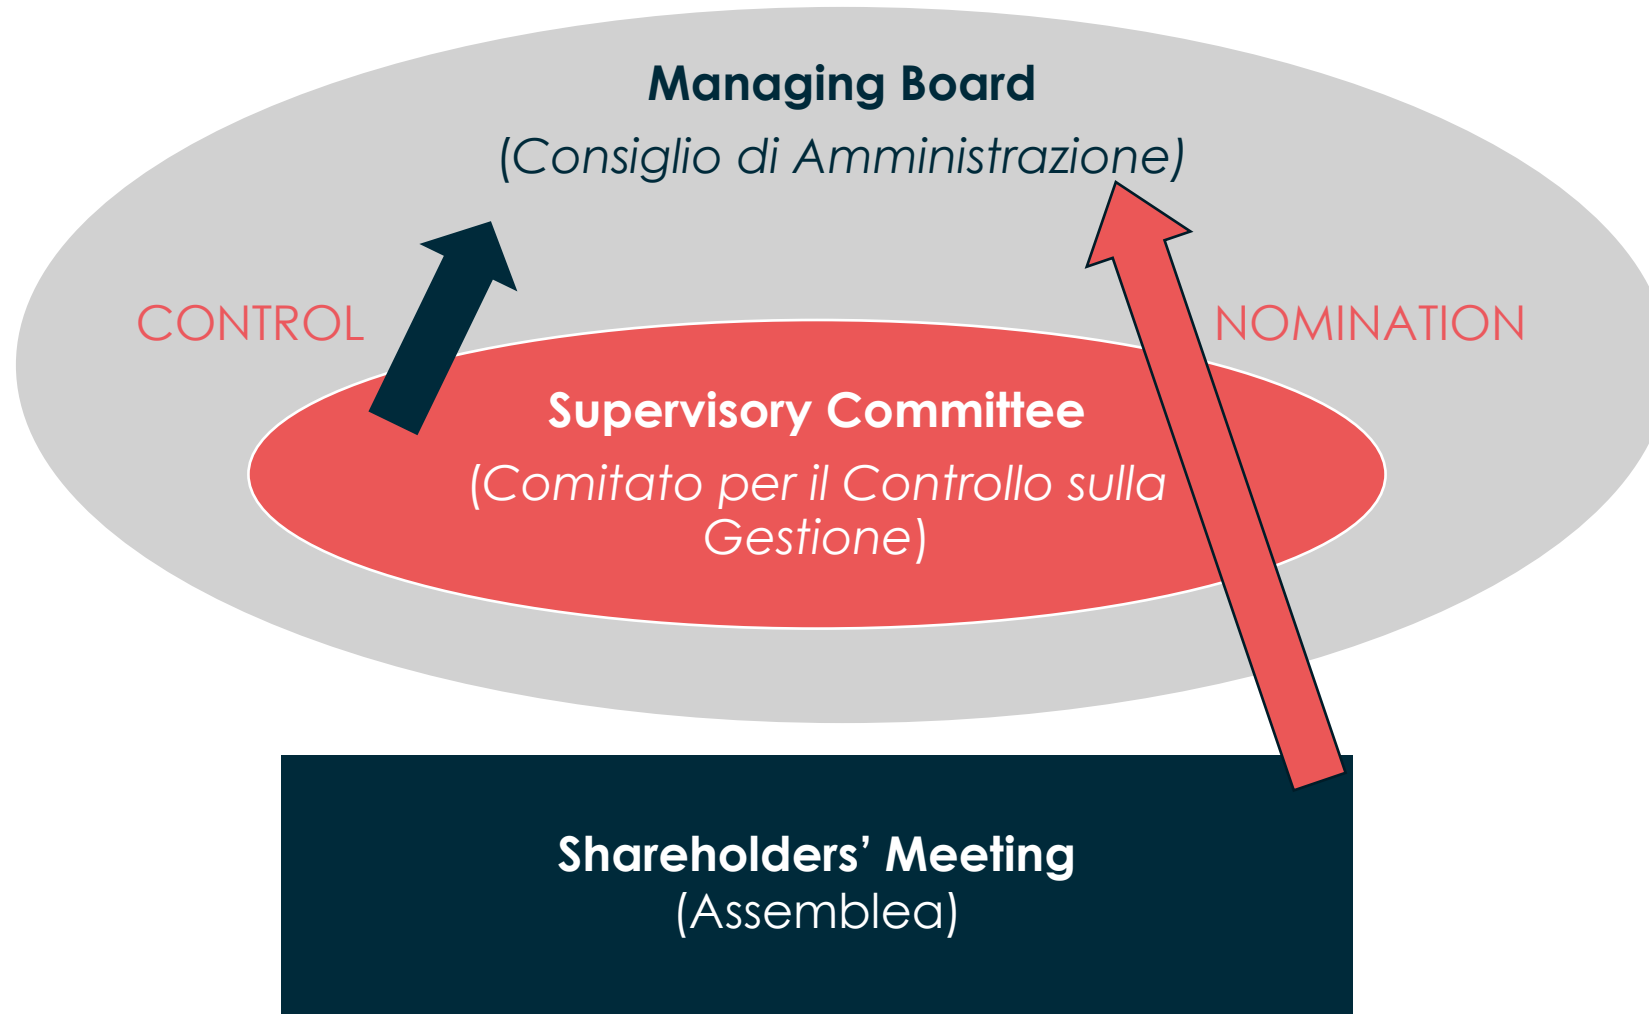 Managing Board
(Consiglio di Amministrazione)
CONTROL
NOMINATION
Supervisory Committee
(Comitato per il Controllo sulla
Gestione)
Shareholders’ Meeting
(Assemblea)